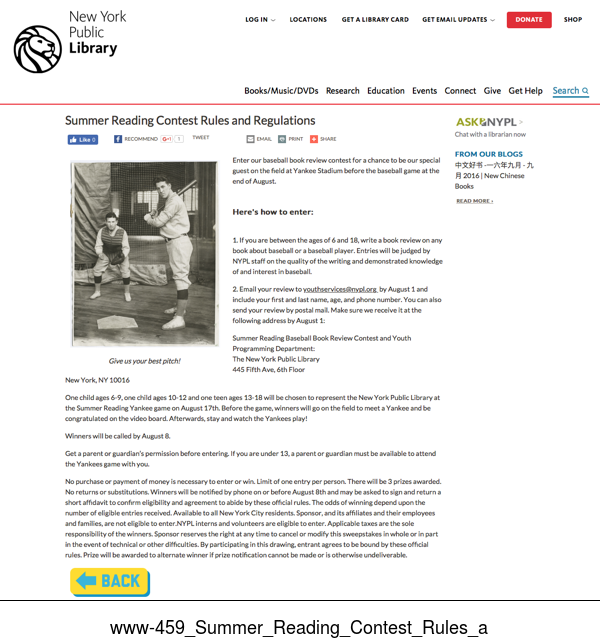 New York
Public
Library
LOG IN
LOCATIONS
GET A LIBRARY CARD
GET EMAIL UPDATES
DONATE
SHOP
Books/Music/DVDs Research Education Events Connect Give Get Help Search
Summer Reading Contest Rules and Regulations
Like 0
RECOMMEND
G+1
TWEET
EMAIL
PRINT
SHARE
Enter our baseball book review contest for a chance to be our special
guest on the field at Yankee Stadium before the baseball game at the
end of August.
Here's how to enter:
1. If you are between the ages of 6 and 18, write a book review on any
book about baseball or a baseball player. Entries will be judged by
NYPL staff on the quality of the writing and demonstrated knowledge
of and interest in baseball.
2. Email your review to youthservices@nypl.org by August 1 and
include your first and last name, age, and phone number. You can also
send your review by postal mail. Make sure we receive it at the
following address by August 1:
Summer Reading Baseball Book Review Contest and Youth
Programming Department:
The New York Public Library
445 Fifth Ave, 6th Floor
Give us your best pitch!
New York, NY 10016
One child ages 6-9, one child ages 10-12 and one teen ages 13-18 will be chosen to represent the New York Public Library at
the Summer Reading Yankee game on August 17th. Before the game, winners will go on the field to meet a Yankee and be
congratulated on the video board. Afterwards, stay and watch the Yankees play!
Winners will be called by August 8.
Get a parent or guardian's permission before entering. If you are under 13, a parent or guardian must be available to attend
the Yankees game with you.
No purchase or payment of money is necessary to enter or win. Limit of one entry per person. There will be 3 prizes awarded.
No returns or substitutions. Winners will be notified by phone on or before August 8th and may be asked to sign and return a
short affidavit to confirm eligibility and agreement to abide by these official rules. The odds of winning depend upon the
number of eligible entries received. Available to all New York City residents. Sponsor, and its affiliates and their employees
and families, are not eligible to enter.NYPL interns and volunteers are eligible to enter. Applicable taxes are the sole
responsibility of the winners. Sponsor reserves the right at any time to cancel or modify this sweepstakes in whole or in part
in the event of technical or other difficulties. By participating in this drawing, entrant agrees to be bound by these official
rules. Prize will be awarded to alternate winner if prize notification cannot be made or is otherwise undeliverable.
BACK
ASK NYPL >
Chat with a librarian now
FROM OUR BLOGS
中文好书 -一六年九月 - 九
月 2016 | New Chinese
Books
READ MORE ›
www-459_Summer_Reading_Contest_Rules_a